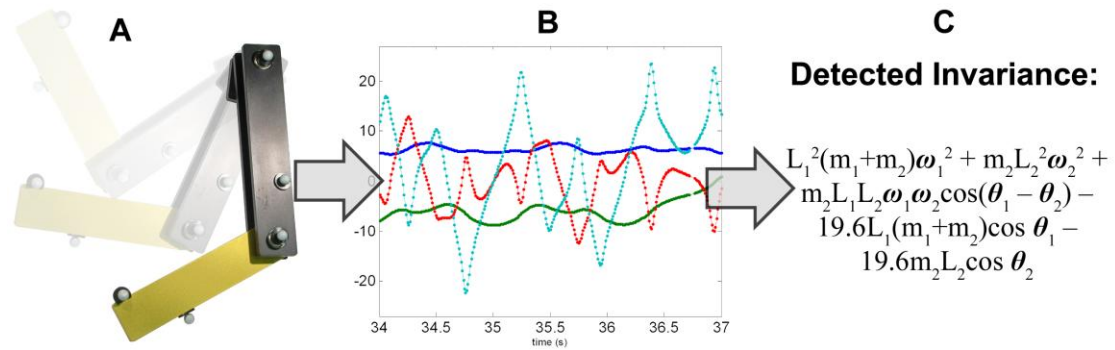 A
B
C
Detected Invariance:
20
10
0
-10
-20
34
34.5
35
35.5
36
36.5
37
time (s)
L₁²(m₁+m₂)ω₁² + m₂L₂²ω₂² +
m₂L₁L₂ω₁ω₂cos(θ₁ − θ₂) −
19.6L₁(m₁+m₂)cos θ₁ −
19.6m₂L₂cos θ₂